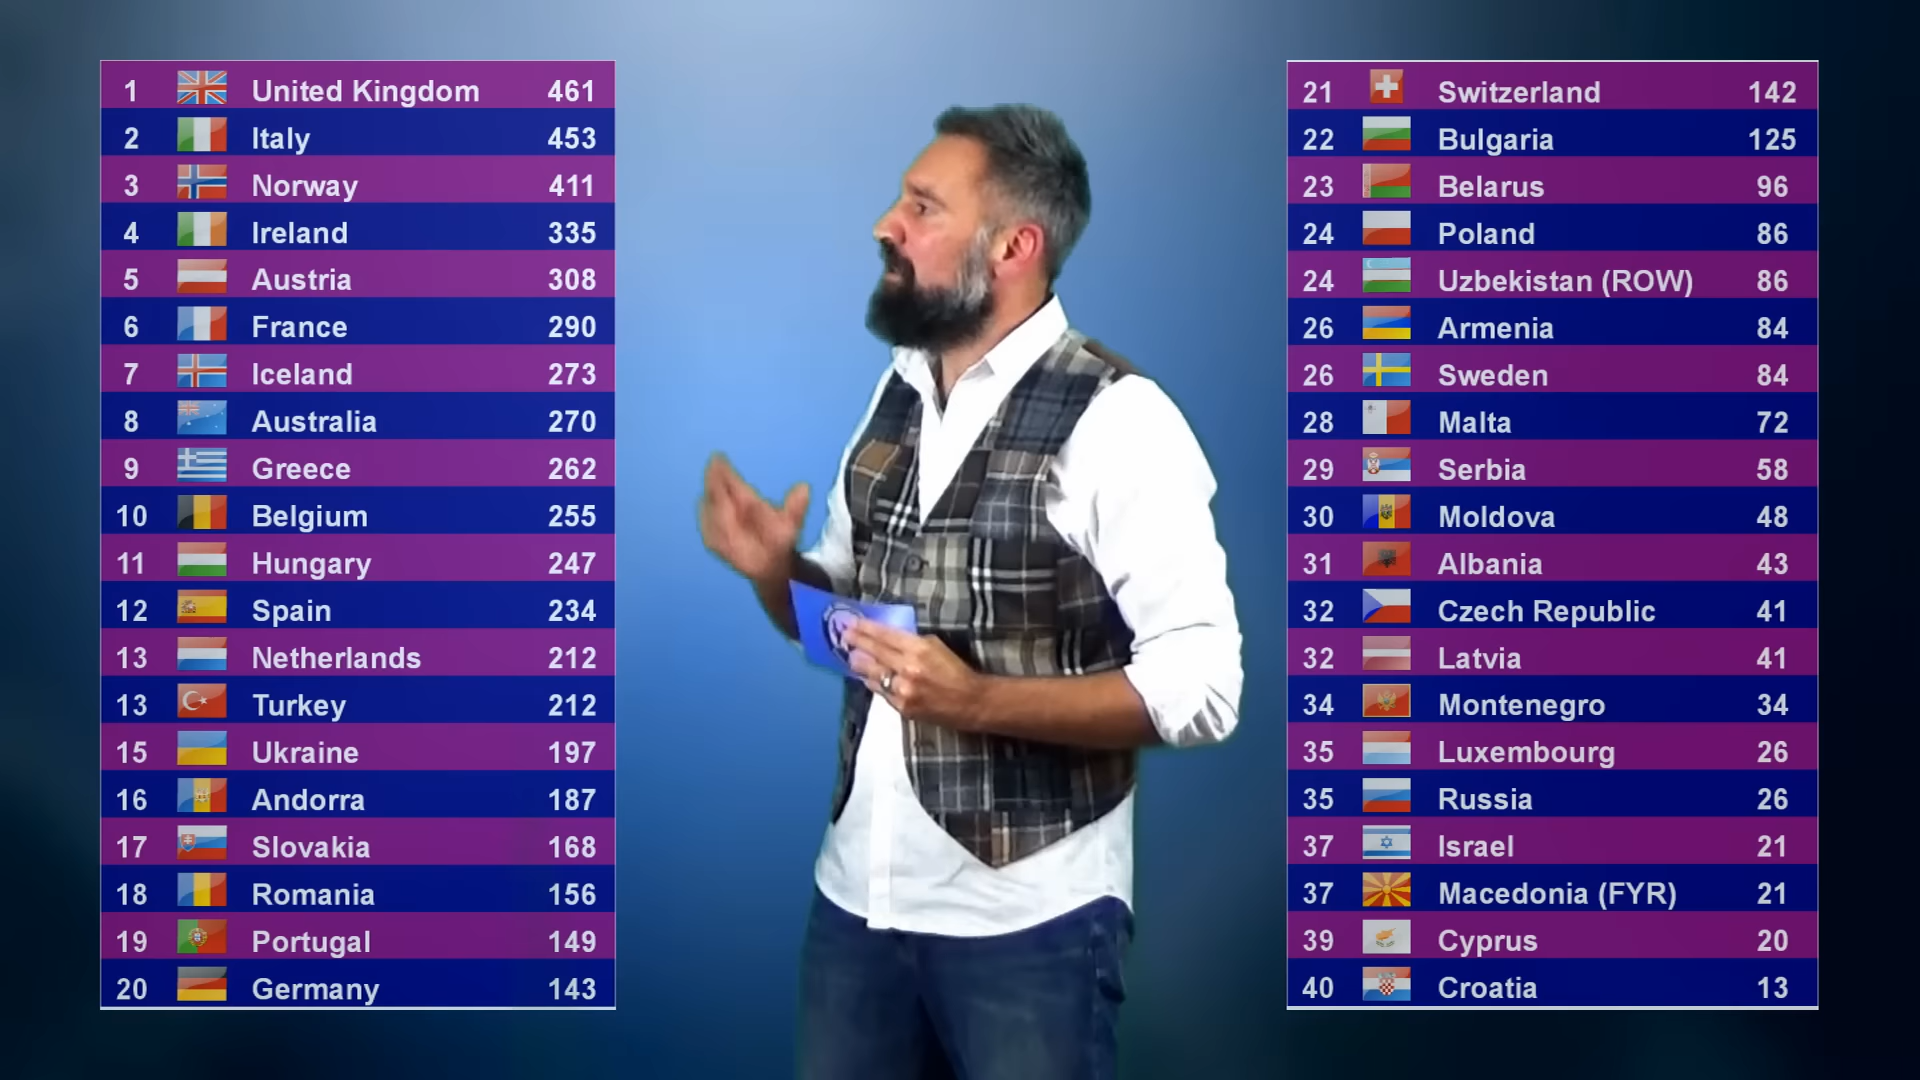 1 United Kingdom 461
2 Italy 453
3 Norway 411
4 Ireland 335
5 Austria 308
6 France 290
7 Iceland 273
8 Australia 270
9 Greece 262
10 Belgium 255
11 Hungary 247
12 Spain 234
13 Netherlands 212
13 Turkey 212
15 Ukraine 197
16 Andorra 187
17 Slovakia 168
18 Romania 156
19 Portugal 149
20 Germany 143
21 Switzerland 142
22 Bulgaria 125
23 Belarus 96
24 Poland 86
24 Uzbekistan (ROW) 86
26 Armenia 84
26 Sweden 84
28 Malta 72
29 Serbia 58
30 Moldova 48
31 Albania 43
32 Czech Republic 41
32 Latvia 41
34 Montenegro 34
35 Luxembourg 26
35 Russia 26
37 Israel 21
37 Macedonia (FYR) 21
39 Cyprus 20
40 Croatia 13